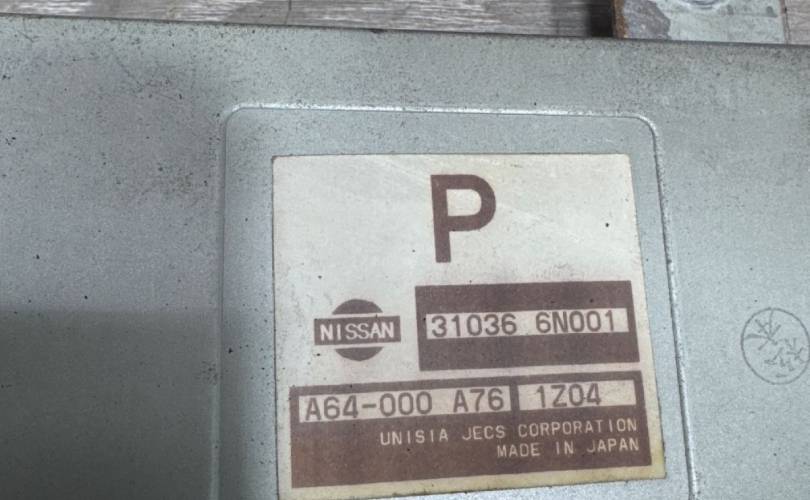 P
NISSAN
31036 6N001
A64-000 A76 1Z04
UNISIA JECS CORPORATION
MADE IN JAPAN